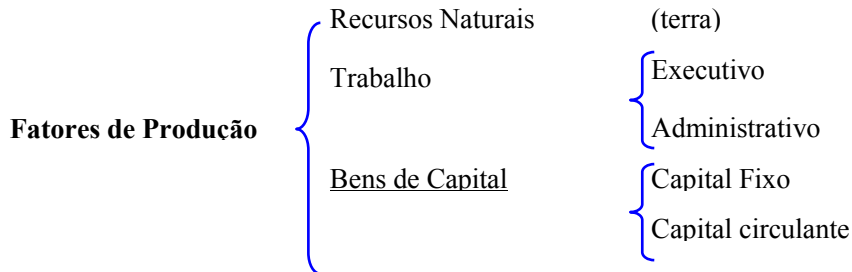 Recursos Naturais (terra)
Trabalho Executivo
Fatores de Produção Administrativo
Bens de Capital Capital Fixo
Capital circulante